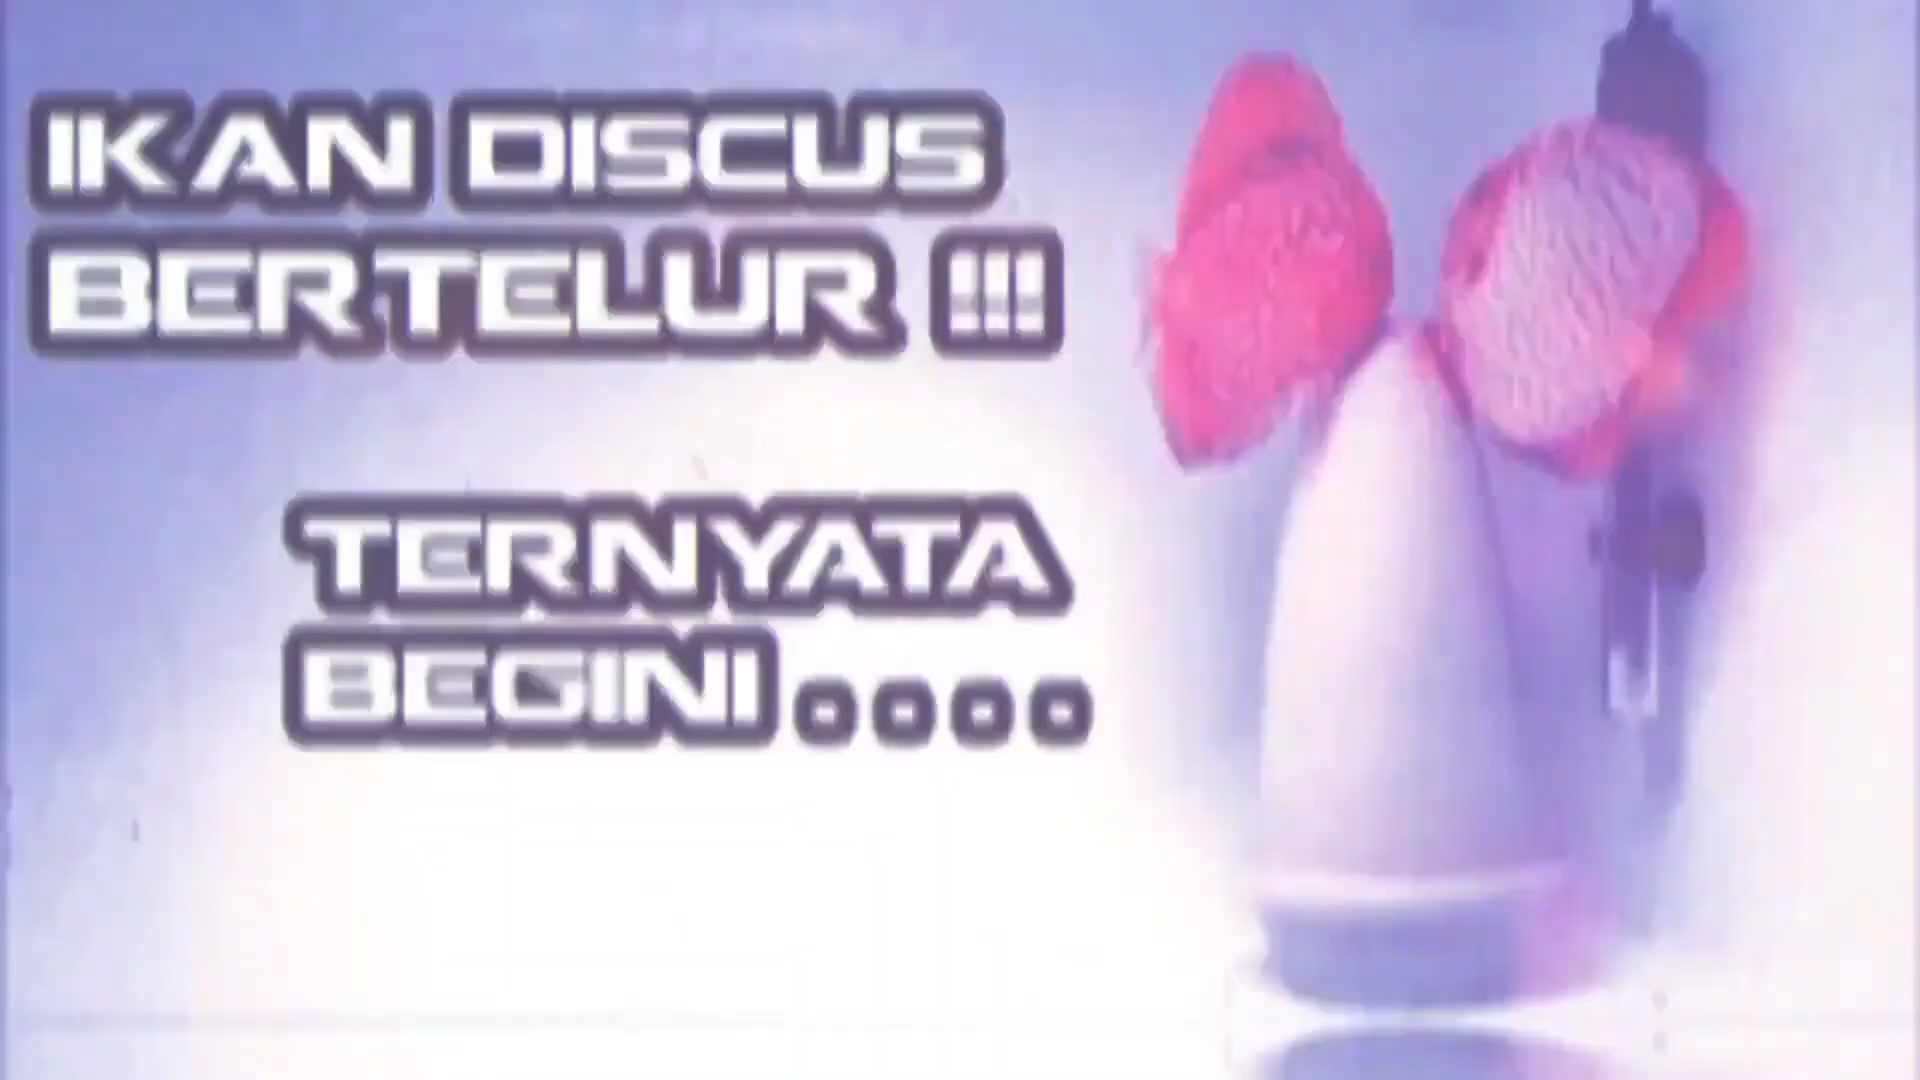 IKAN DISCUS
BERTELUR !!!
TERNYATA
BEGINI . . . .